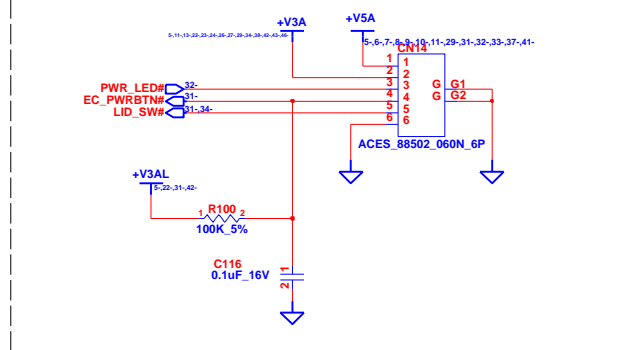 +V3A
+V5A
5-,11-,13-,22-,23-,24-,26-,27-,29-,34-,39-,42-,43-,46-
5-,6-,7-,8-,9-,10-,11-,29-,31-,32-,33-,37-,41-
CN14
1 1
2 2
PWR_LED# 32- 3 3 G G1
EC_PWRBTN# 31- 4 4 G G2
LID_SW# 31-,34- 5 5
6 6
ACES_88502_060N_6P
+V3AL
5-,22-,31-,42-
1 R100 2
100K_5%
C116
0.1uF_16V
1
2